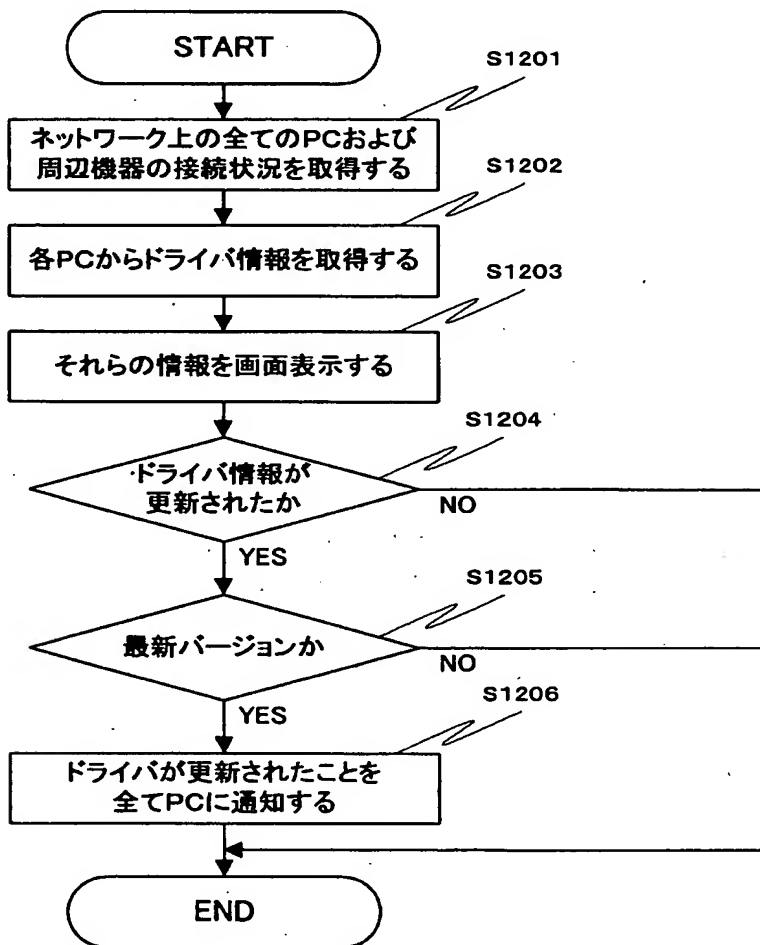 START
S1201
ネットワーク上の全てのPCおよび
周辺機器の接続状況を取得する
S1202
各PCからドライバ情報を取得する
S1203
それらの情報を画面表示する
S1204
ドライバ情報が
更新されたか
NO
YES
S1205
最新バージョンか
NO
YES
S1206
ドライバが更新されたことを
全てPCに通知する
END